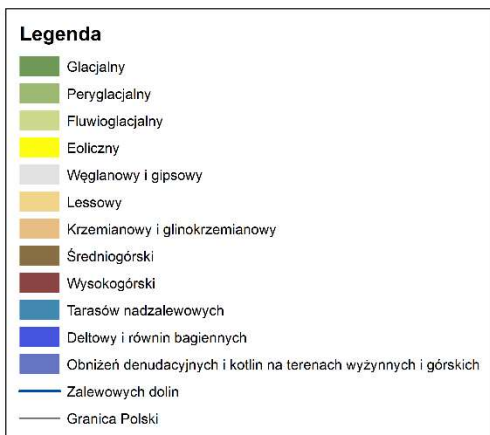 Legenda
Glacjalny
Peryglacjalny
Fluwioglacjalny
Eoliczny
Węglanowy i gipsowy
Lessowy
Krzemianowy i glinokrzemianowy
Średniogórski
Wysokogórski
Tarasów nadzalewowych
Deltowy i równin bagiennych
Obniżeń denudacyjnych i kotlin na terenach wyżynnych i górskich
Zalewowych dolin
Granica Polski